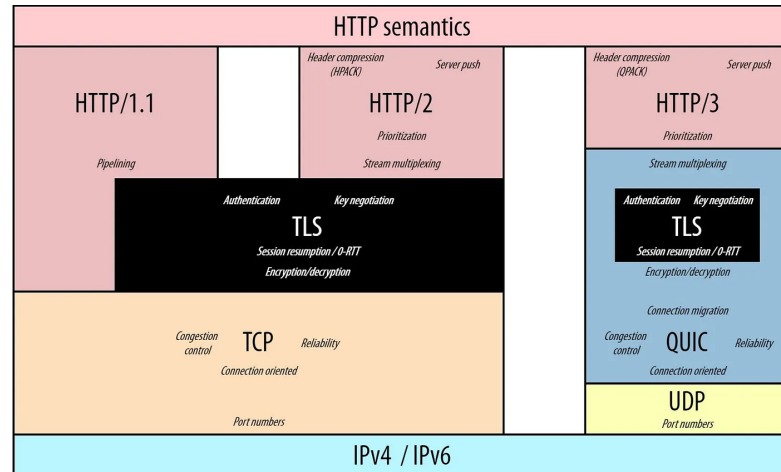 HTTP semantics
HTTP/1.1
Pipelining
Header compression
(HPACK)
Server push
HTTP/2
Prioritization
Stream multiplexing
Header compression
(QPACK)
Server push
HTTP/3
Prioritization
Authentication
Key negotiation
TLS
Session resumption / 0-RTT
Encryption/decryption
Stream multiplexing
Authentication
Key negotiation
TLS
Session resumption / 0-RTT
Encryption/decryption
Connection migration
Congestion
control
QUIC
Reliability
Connection oriented
Congestion
control
TCP
Reliability
Connection oriented
Port numbers
UDP
Port numbers
IPv4 / IPv6